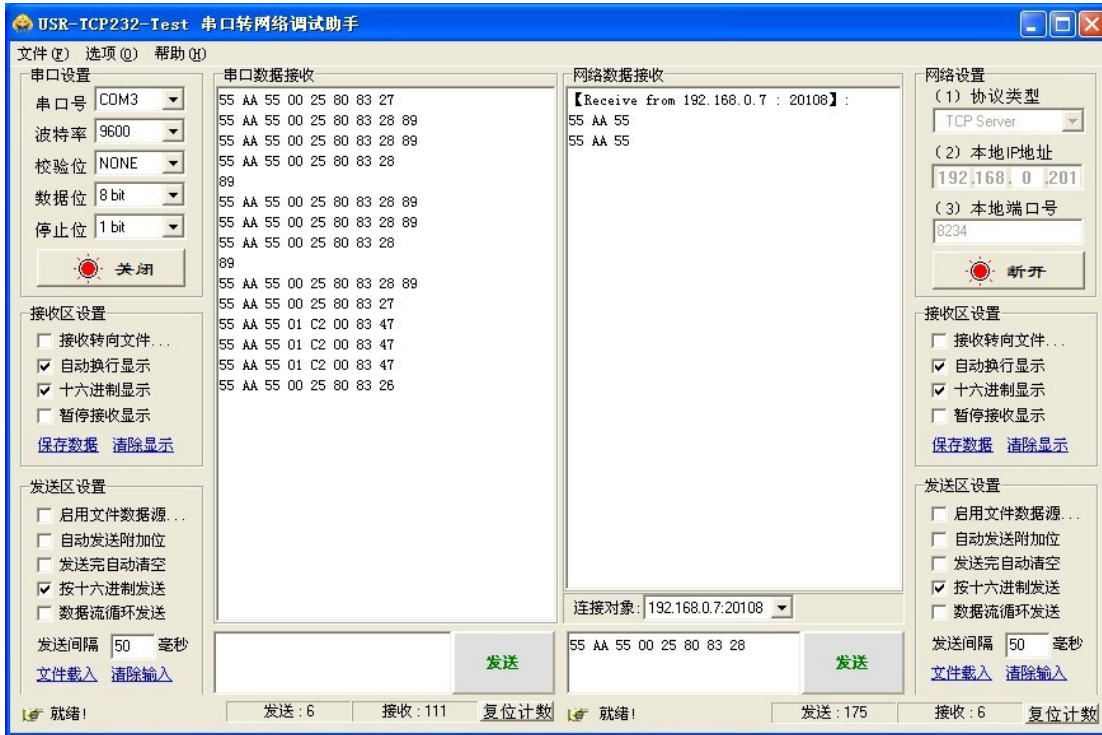 USR-TCP232-Test 串口转网络调试助手
文件(F) 选项(O) 帮助(H)
串口设置
串口号 COM3
波特率 9600
校验位 NONE
数据位 8 bit
停止位 1 bit
关闭
接收区设置
接收转向文件...
自动换行显示
十六进制显示
暂停接收显示
保存数据 清除显示
发送区设置
启用文件数据源...
自动发送附加位
发送完自动清空
按十六进制发送
数据流循环发送
发送间隔 50 毫秒
文件载入 清除输入
串口数据接收
55 AA 55 00 25 80 83 27
55 AA 55 00 25 80 83 28 89
55 AA 55 00 25 80 83 28 89
55 AA 55 00 25 80 83 28
89
55 AA 55 00 25 80 83 28 89
55 AA 55 00 25 80 83 28 89
55 AA 55 00 25 80 83 28
89
55 AA 55 00 25 80 83 28 89
55 AA 55 00 25 80 83 27
55 AA 55 01 C2 00 83 47
55 AA 55 01 C2 00 83 47
55 AA 55 01 C2 00 83 47
55 AA 55 00 25 80 83 26
发送
网络数据接收
【Receive from 192.168.0.7 : 20108】:
55 AA 55
55 AA 55
连接对象: 192.168.0.7:20108
55 AA 55 00 25 80 83 28
发送
网络设置
(1) 协议类型
TCP Server
(2) 本地IP地址
192.168. 0 .201
(3) 本地端口号
8234
断开
接收区设置
接收转向文件...
自动换行显示
十六进制显示
暂停接收显示
保存数据 清除显示
发送区设置
启用文件数据源...
自动发送附加位
发送完自动清空
按十六进制发送
数据流循环发送
发送间隔 50 毫秒
文件载入 清除输入
就绪! 发送:6 接收:111 复位计数 就绪! 发送:175 接收:6 复位计数